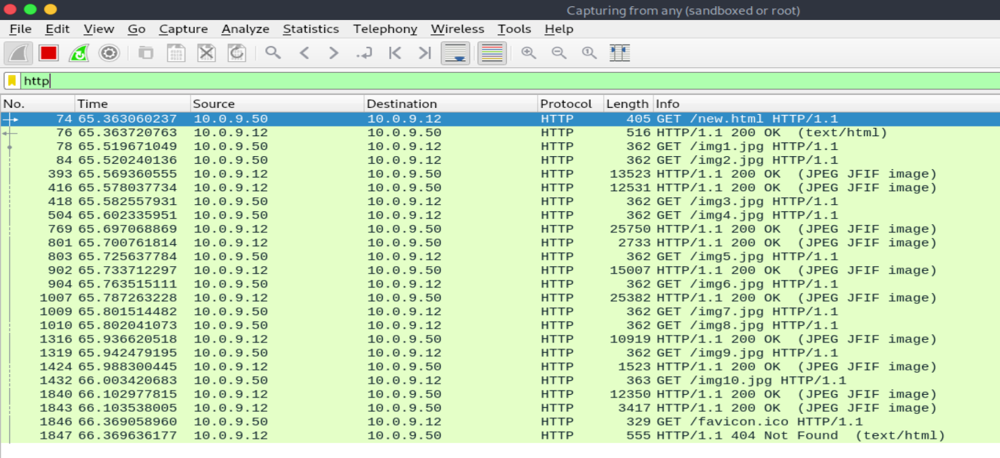 Capturing from any (sandboxed or root)
File Edit View Go Capture Analyze Statistics Telephony Wireless Tools Help
http
No. Time Source Destination Protocol Length Info
74 65.363060237 10.0.9.50 10.0.9.12 HTTP 405 GET /new.html HTTP/1.1
76 65.363720763 10.0.9.12 10.0.9.50 HTTP 516 HTTP/1.1 200 OK (text/html)
78 65.519671049 10.0.9.50 10.0.9.12 HTTP 362 GET /img1.jpg HTTP/1.1
84 65.520240136 10.0.9.50 10.0.9.12 HTTP 362 GET /img2.jpg HTTP/1.1
393 65.569360555 10.0.9.12 10.0.9.50 HTTP 13523 HTTP/1.1 200 OK (JPEG JFIF image)
416 65.578037734 10.0.9.12 10.0.9.50 HTTP 12531 HTTP/1.1 200 OK (JPEG JFIF image)
418 65.582557931 10.0.9.50 10.0.9.12 HTTP 362 GET /img3.jpg HTTP/1.1
504 65.602335951 10.0.9.50 10.0.9.12 HTTP 362 GET /img4.jpg HTTP/1.1
769 65.697068869 10.0.9.12 10.0.9.50 HTTP 25750 HTTP/1.1 200 OK (JPEG JFIF image)
801 65.700761814 10.0.9.12 10.0.9.50 HTTP 2733 HTTP/1.1 200 OK (JPEG JFIF image)
803 65.725637784 10.0.9.50 10.0.9.12 HTTP 362 GET /img5.jpg HTTP/1.1
902 65.733712297 10.0.9.12 10.0.9.50 HTTP 15007 HTTP/1.1 200 OK (JPEG JFIF image)
904 65.763515111 10.0.9.50 10.0.9.12 HTTP 362 GET /img6.jpg HTTP/1.1
1007 65.787263228 10.0.9.12 10.0.9.50 HTTP 25382 HTTP/1.1 200 OK (JPEG JFIF image)
1009 65.801514482 10.0.9.50 10.0.9.12 HTTP 362 GET /img7.jpg HTTP/1.1
1010 65.802041073 10.0.9.50 10.0.9.12 HTTP 362 GET /img8.jpg HTTP/1.1
1316 65.936620518 10.0.9.12 10.0.9.50 HTTP 10919 HTTP/1.1 200 OK (JPEG JFIF image)
1319 65.942479195 10.0.9.50 10.0.9.12 HTTP 362 GET /img9.jpg HTTP/1.1
1424 65.988300445 10.0.9.12 10.0.9.50 HTTP 1523 HTTP/1.1 200 OK (JPEG JFIF image)
1432 66.003420683 10.0.9.50 10.0.9.12 HTTP 363 GET /img10.jpg HTTP/1.1
1840 66.102977815 10.0.9.12 10.0.9.50 HTTP 12350 HTTP/1.1 200 OK (JPEG JFIF image)
1843 66.103538005 10.0.9.12 10.0.9.50 HTTP 3417 HTTP/1.1 200 OK (JPEG JFIF image)
1846 66.369058960 10.0.9.50 10.0.9.12 HTTP 329 GET /favicon.ico HTTP/1.1
1847 66.369636177 10.0.9.12 10.0.9.50 HTTP 555 HTTP/1.1 404 Not Found (text/html)